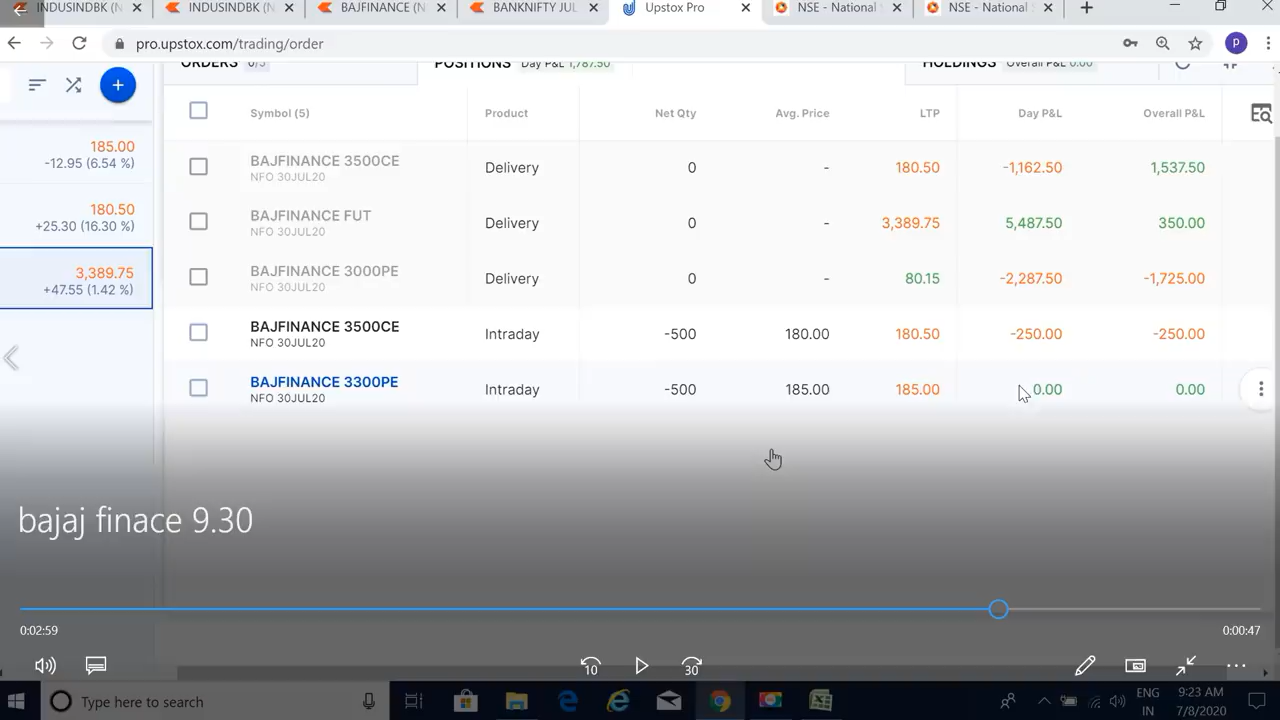 INDUSINDBK (N
INDUSINDBK (N
BAJFINANCE (N
BANKNIFTY JUL
Upstox Pro
NSE - National S
NSE - National S
pro.upstox.com/trading/order
p
ORDERS 0/5
POSITIONS Day P&L 1,787.50
HOLDINGS Overall P&L 0.00
Symbol (5) Product Net Qty Avg. Price LTP Day P&L Overall P&L
185.00
-12.95 (6.54 %)
180.50
+25.30 (16.30 %)
3,389.75
+47.55 (1.42 %)
BAJFINANCE 3500CE Delivery 0 - 180.50 -1,162.50 1,537.50
NFO 30JUL20
BAJFINANCE FUT Delivery 0 - 3,389.75 5,487.50 350.00
NFO 30JUL20
BAJFINANCE 3000PE Delivery 0 - 80.15 -2,287.50 -1,725.00
NFO 30JUL20
BAJFINANCE 3500CE Intraday -500 180.00 180.50 -250.00 -250.00
NFO 30JUL20
BAJFINANCE 3300PE Intraday -500 185.00 185.00 0.00 0.00
NFO 30JUL20
bajaj finace 9.30
0:02:59
0:00:47
10
30
Type here to search
ENG
IN
9:23 AM
7/8/2020